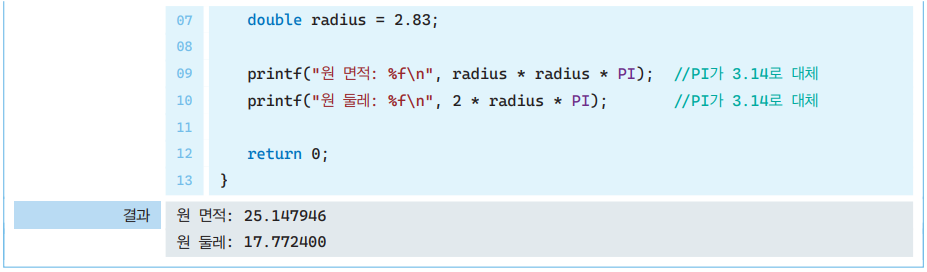 07 double radius = 2.83;
08
09 printf("원 면적: %f\n", radius * radius * PI); //PI가 3.14로 대체
10 printf("원 둘레: %f\n", 2 * radius * PI); //PI가 3.14로 대체
11
12 return 0;
13 }
결과 원 면적: 25.147946
원 둘레: 17.772400